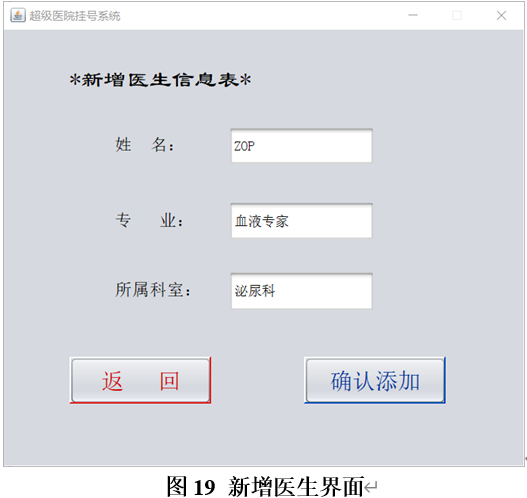 超级医院挂号系统
*新增医生信息表*
姓 名: ZOP
专 业: 血液专家
所属科室: 泌尿科
返 回 确认添加
图 19 新增医生界面